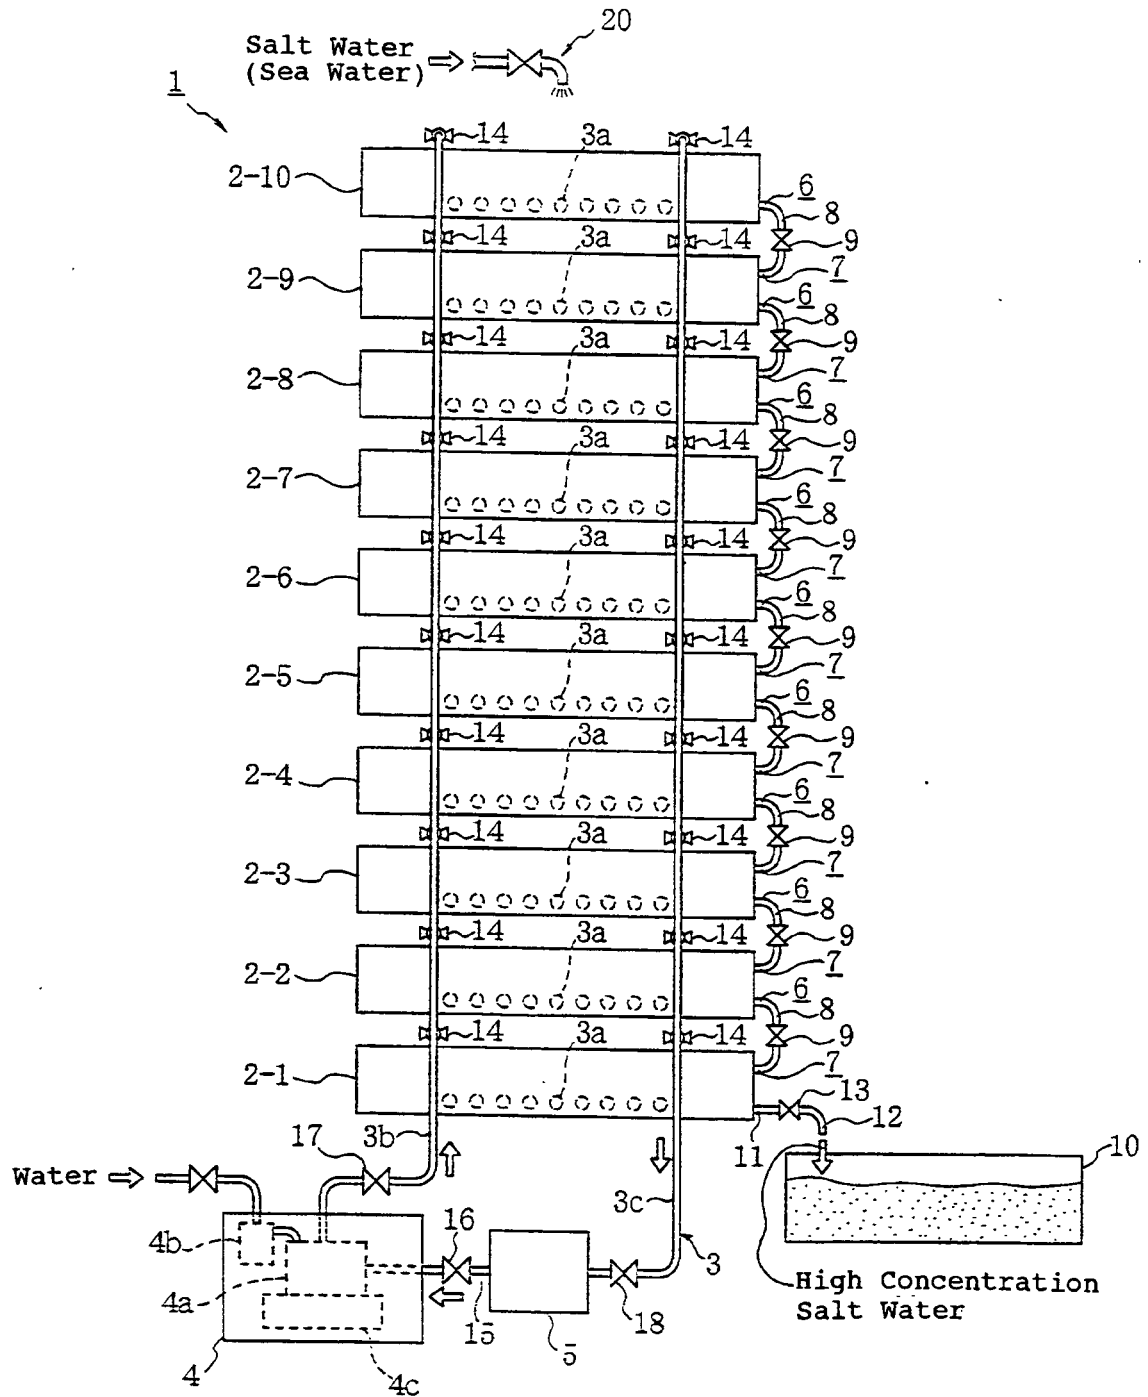 20
Salt Water
(Sea Water)
1
14 3a 14
2-10 6
8
14 3a 14 9
2-9 7
6
8
14 3a 14 9
2-8 7
6
8
14 3a 14 9
2-7 7
6
8
14 3a 14 9
2-6 7
6
8
14 3a 14 9
2-5 7
6
8
14 3a 14 9
2-4 7
6
8
14 3a 14 9
2-3 7
6
8
14 3a 14 9
2-2 7
6
8
14 3a 14 9
2-1 7
13
12
17 3b 11 10
Water
3c
4b 16
3
4a
High Concentration
Salt Water
15 18
5
4 4c